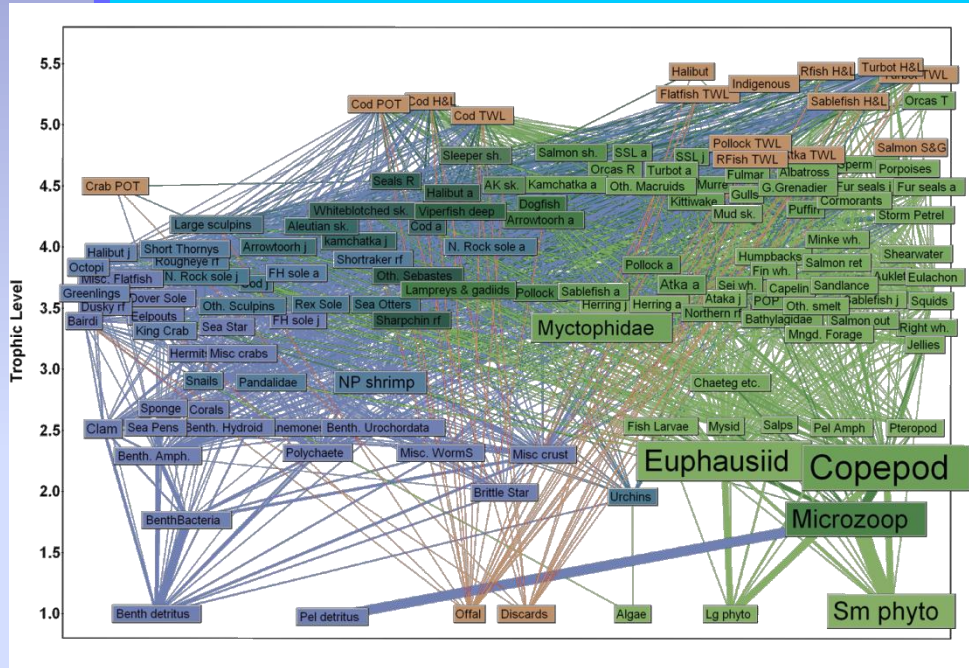 5.5
Halibut
Rfish H&L
Turbot H&L
Turbot TWL
Indigenous
Flatfish TWL
Cod POT
Cod H&L
Sablefish H&L
Orcas T
Cod TWL
5.0
Sleeper sh.
Salmon sh.
SSL a
SSL j
Pollock TWL
RFish TWL
Atka TWL
Salmon S&G
Orcas R
Turbot a
Fulmar
Albatross
Sperm
Porpoises
Crab POT
4.5
Seals R
Halibut a
AK sk.
Kamchatka a
Oth. Macruids
Murre
Gulls
G.Grenadier
Fur seals j
Fur seals a
Dogfish
Kittiwake
Cormorants
Whiteblotched sk.
Viperfish deep
Arrowtooth a
Mud sk.
Puffin
Storm Petrel
Large sculpins
Aleutian sk.
Cod a
4.0
Halibut j
Short Thornys
Arrowtoorh j
kamchatka j
N. Rock sole a
Minke wh.
Shearwater
Octopi
Rougheye rf
Shortraker rf
Humpbacks
Salmon ret
Misc. Flatfish
N. Rock sole j
FH sole a
Oth. Sebastes
Pollock a
Fin wh.
Auklet
Eulachon
Greenlings
Cod j
Lampreys & gadiids
Pollock
Sablefish a
Atka a
Sei wh.
Capelin
Sandlance
3.5
Dusky rf
Dover Sole
Oth. Sculpins
Rex Sole
Sea Otters
Herring j
Herring a
Ataka j
POP
Oth. smelt
Sablefish j
Squids
Bairdi
Eelpouts
Sea Star
FH sole j
Sharpchin rf
Myctophidae
Northern rf
Bathylagidae
Salmon out
Right wh.
King Crab
Mngd. Forage
Jellies
Hermits
Misc crabs
Trophic Level
3.0
Snails
Pandalidae
NP shrimp
Chaeteg etc.
Sponge
Corals
2.5
Clam
Sea Pens
Benth. Hydroid
Anemones
Benth. Urochordata
Fish Larvae
Mysid
Salps
Pel Amph
Pteropod
Benth. Amph.
Polychaete
Misc. WormS
Misc crust
Euphausiid
Copepod
2.0
Brittle Star
Urchins
BenthBacteria
Microzoop
1.5
1.0
Benth detritus
Pel detritus
Offal
Discards
Algae
Lg phyto
Sm phyto